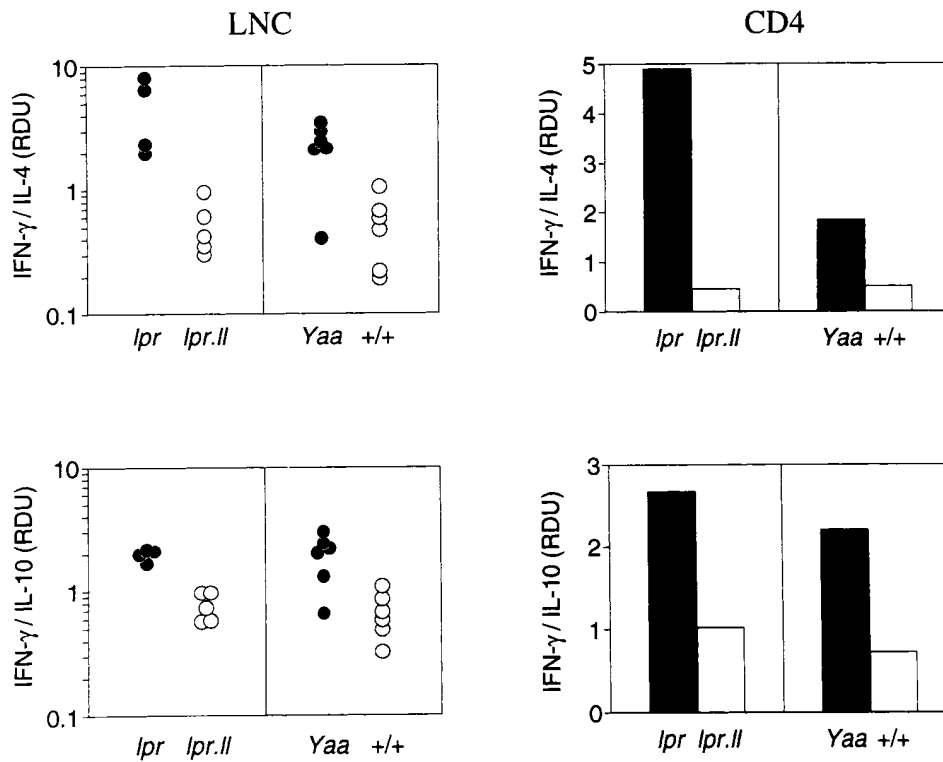 LNC
CD4
IFN-γ / IL-4 (RDU)
10
1
0.1
lpr lpr.ll Yaa +/+
IFN-γ / IL-4 (RDU)
5
4
3
2
1
0
lpr lpr.ll Yaa +/+
IFN-γ / IL-10 (RDU)
10
1
0.1
lpr lpr.ll Yaa +/+
IFN-γ / IL-10 (RDU)
3
2
1
0
lpr lpr.ll Yaa +/+